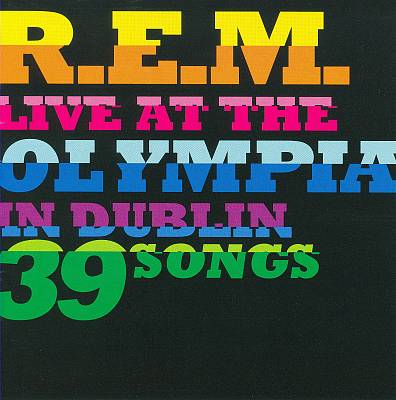 R.E.M.
LIVE AT THE
OLYMPIA
IN DUBLIN
39 SONGS